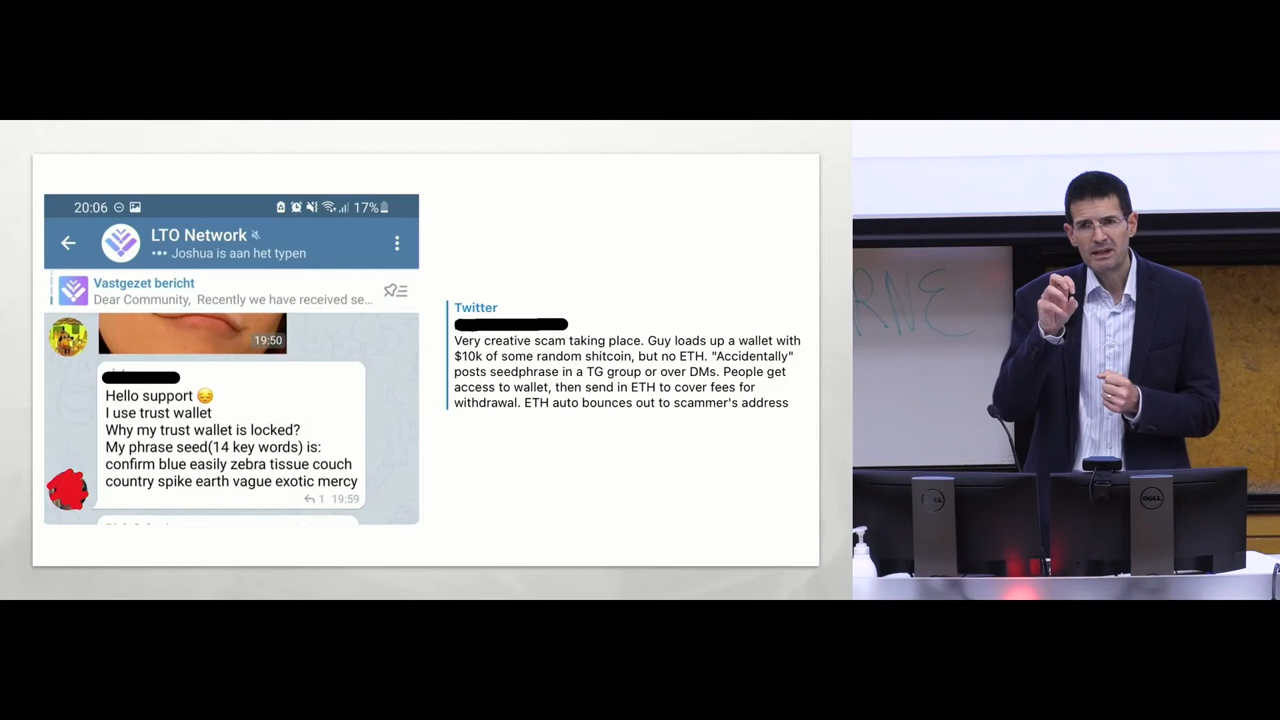 20:06
17%
LTO Network
••• Joshua is aan het typen
Vastgezet bericht
Dear Community, Recently we have received se...
19:50
Hello support 😔
I use trust wallet
Why my trust wallet is locked?
My phrase seed(14 key words) is:
confirm blue easily zebra tissue couch
country spike earth vague exotic mercy
1 19:59
Twitter
Very creative scam taking place. Guy loads up a wallet with
$10k of some random shitcoin, but no ETH. "Accidentally"
posts seedphrase in a TG group or over DMs. People get
access to wallet, then send in ETH to cover fees for
withdrawal. ETH auto bounces out to scammer's address
RNE
DELL
DELL